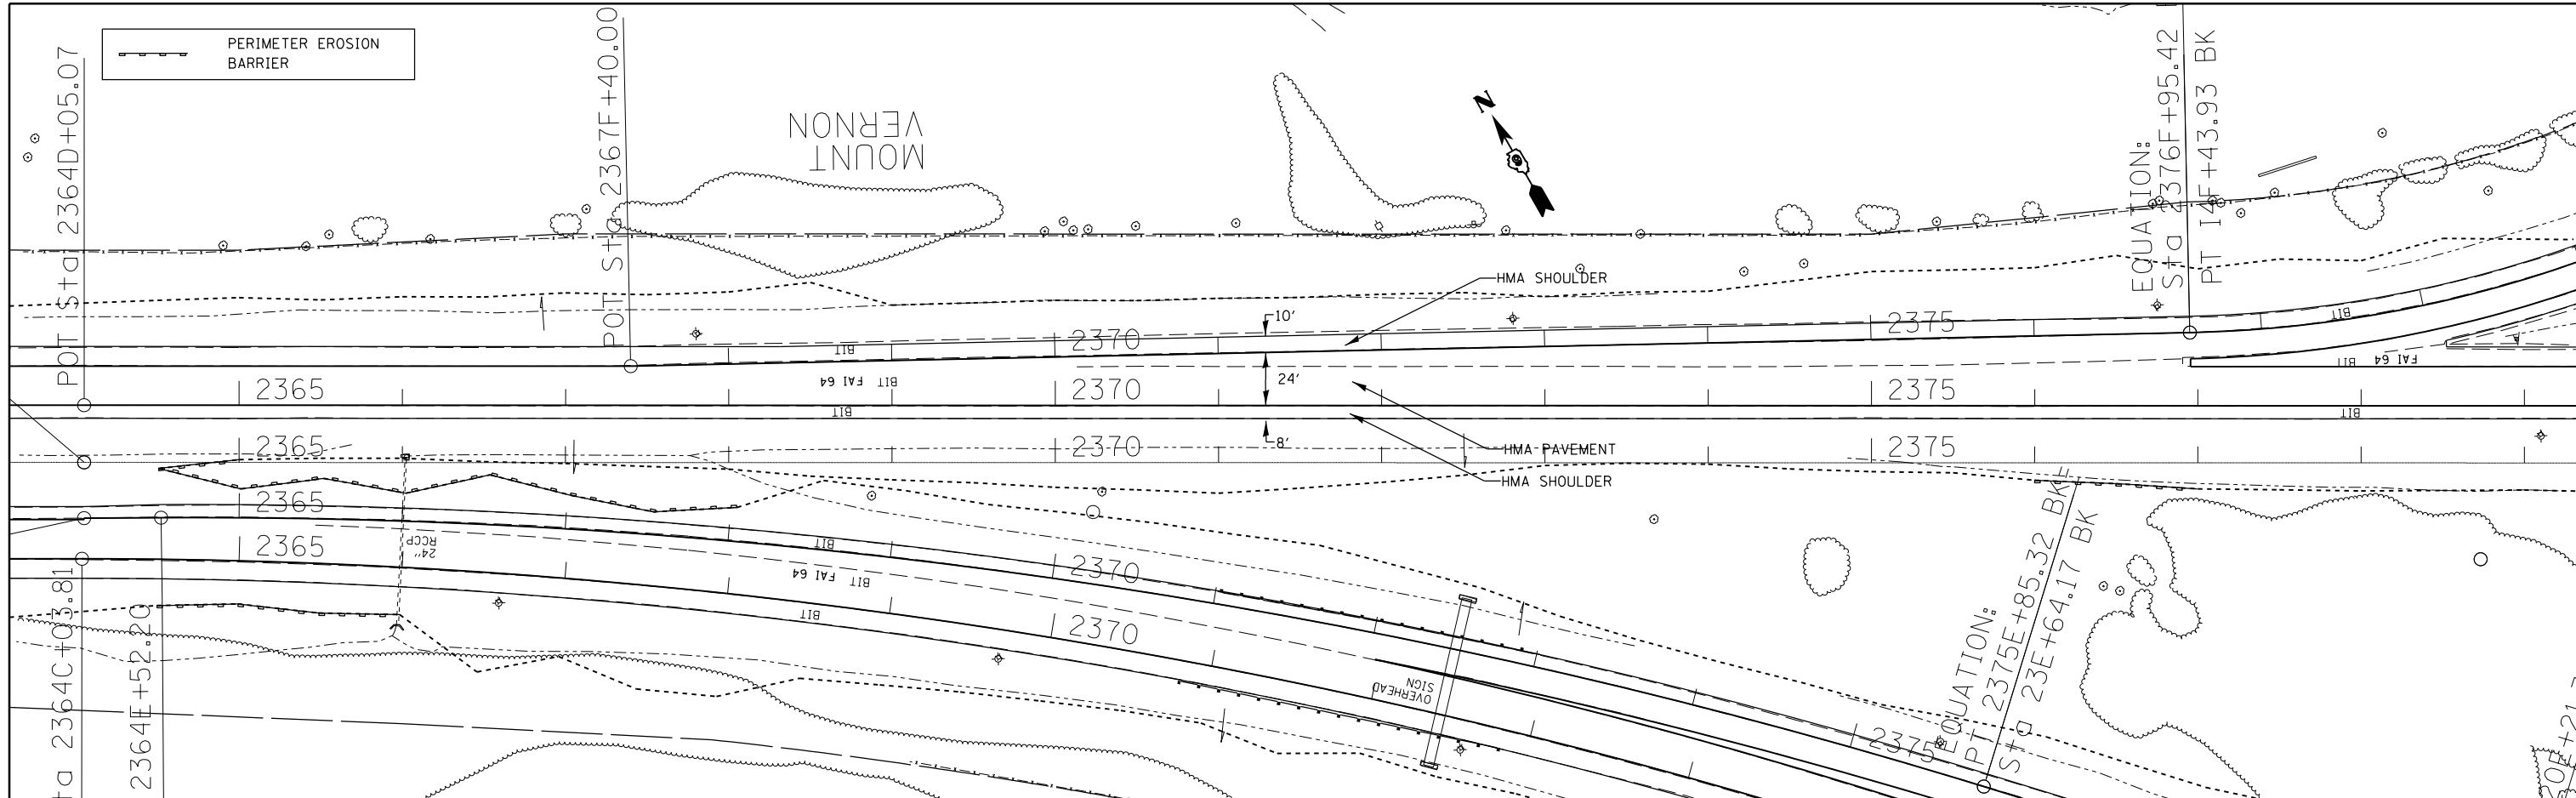 PERIMETER EROSION
BARRIER
POT Sta 2364D+05.07
POT Sta 2367F+40.00
MOUNT
VERNON
N
EQUATION:
Sta 2376F+95.42
PT I4F+43.93 BK
HMA SHOULDER
10'
2370
2375
BIT
BIT
BIT
FAI 64
BIT
FAI 64
24'
2365
2370
2375
BIT
BIT
2365
2370
2375
8'
HMA PAVEMENT
HMA SHOULDER
2365
2365
24" RCCP
BIT
BIT
FAI 64
BIT
2370
2370
2375
OVERHEAD
SIGN
EQUATION:
PT 2375E+85.32 BK =
Sta 23E+64.17 BK
ta 2364C+03.81
2364E+52.20